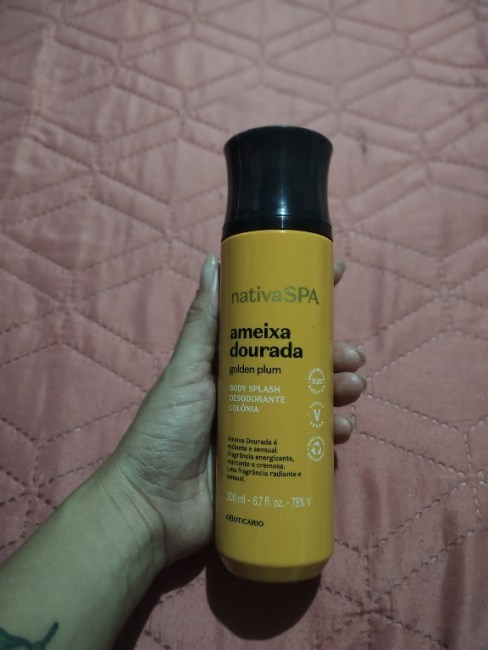 nativaSPA
ameixa
dourada
golden plum
BODY SPLASH
DESODORANTE
COLÔNIA
Ameixa Dourada é
radiante e sensual.
Fragrância energizante,
marcante e cremosa.
Uma fragrância radiante e
sensual.
200 ml - 6.7 fl. oz. - 78% V
oBOTICÁRIO